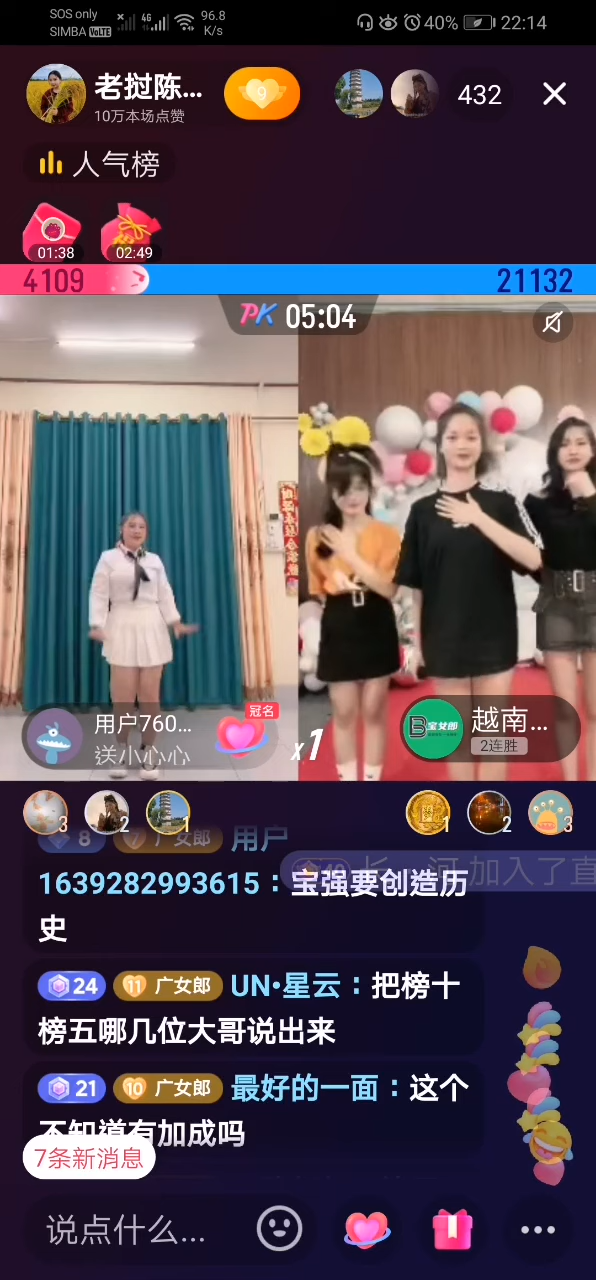 SOS only
SIMBA VoLTE
4G
96.8
K/s
40%
22:14
老挝陈...
10万本场点赞
9
432
人气榜
01:38
02:49
4109
21132
PK 05:04
用户760...
送小心心
冠名
x1
宝女郎
越南...
2连胜
3
2
1
1
2
3
8
7 广女郎 用户
1639282993615：宝强要创造历
史
加入了直
24 11 广女郎 UN·星云：把榜十
榜五哪几位大哥说出来
21 10 广女郎 最好的一面：这个
不知道有加成吗
7条新消息
说点什么...